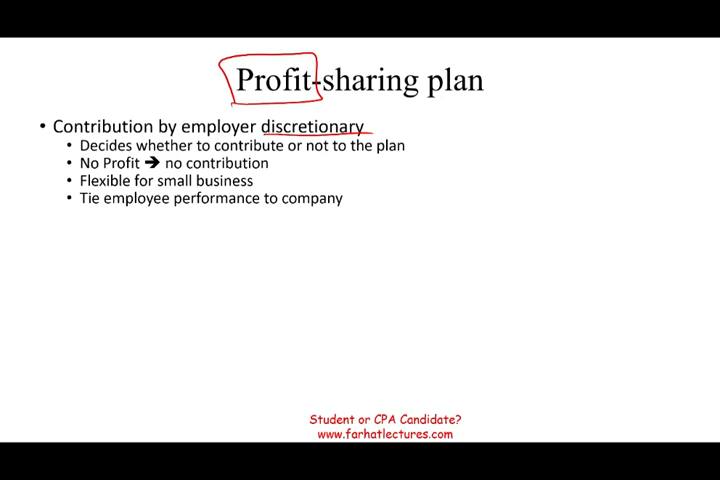 Profit-sharing plan
• Contribution by employer discretionary
• Decides whether to contribute or not to the plan
• No Profit ➔ no contribution
• Flexible for small business
• Tie employee performance to company
Student or CPA Candidate?
www.farhatlectures.com